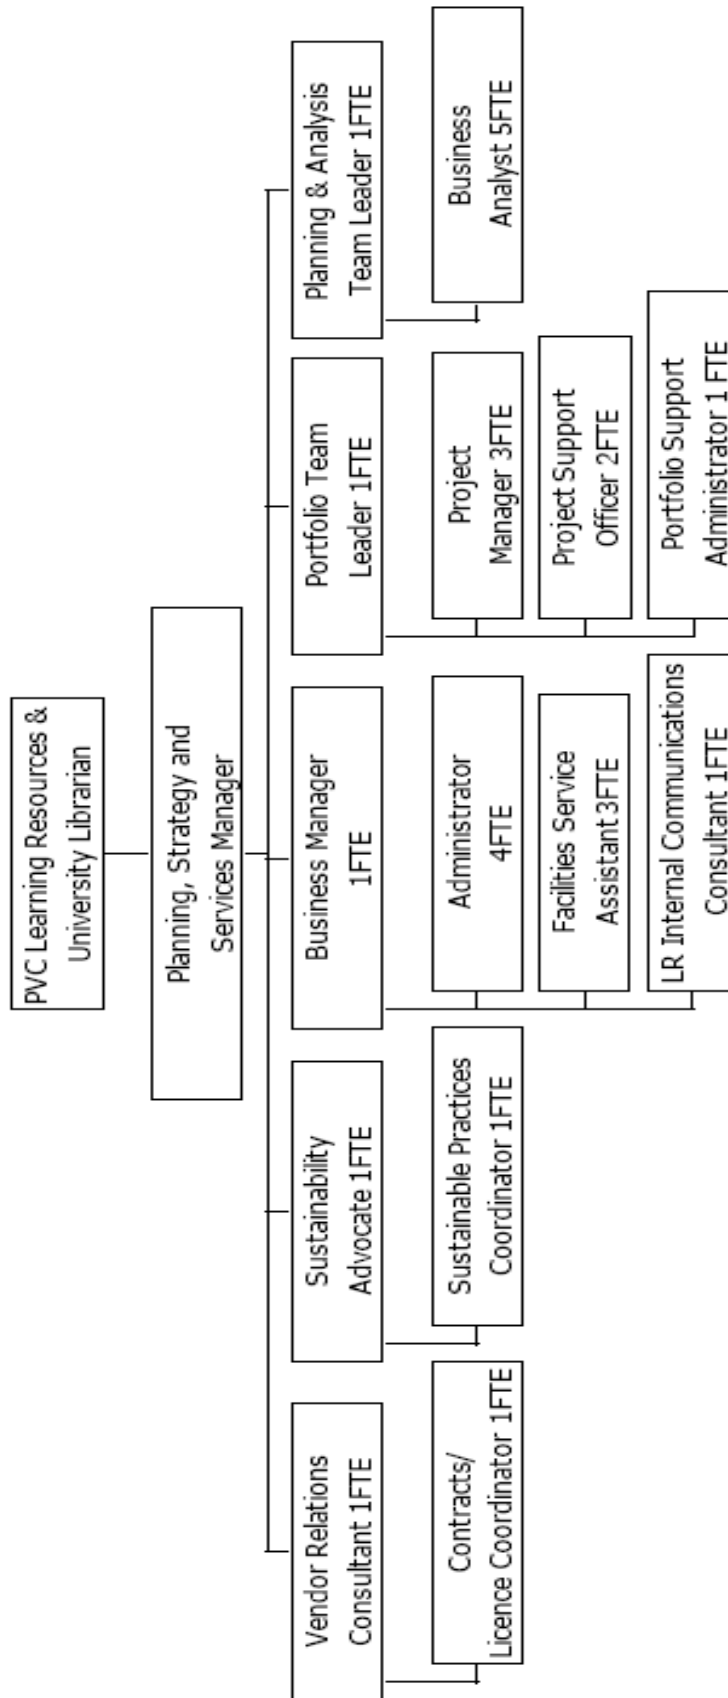 PVC Learning Resources &
University Librarian
Planning, Strategy and
Services Manager
Vendor Relations
Consultant 1FTE
Sustainability
Advocate 1FTE
Business Manager
1FTE
Portfolio Team
Leader 1FTE
Planning & Analysis
Team Leader 1FTE
Contracts/
Licence Coordinator 1FTE
Sustainable Practices
Coordinator 1FTE
Administrator
4FTE
Facilities Service
Assistant 3FTE
LR Internal Communications
Consultant 1FTE
Project
Manager 3FTE
Project Support
Officer 2FTE
Portfolio Support
Administrator 1 FTE
Business
Analyst 5FTE